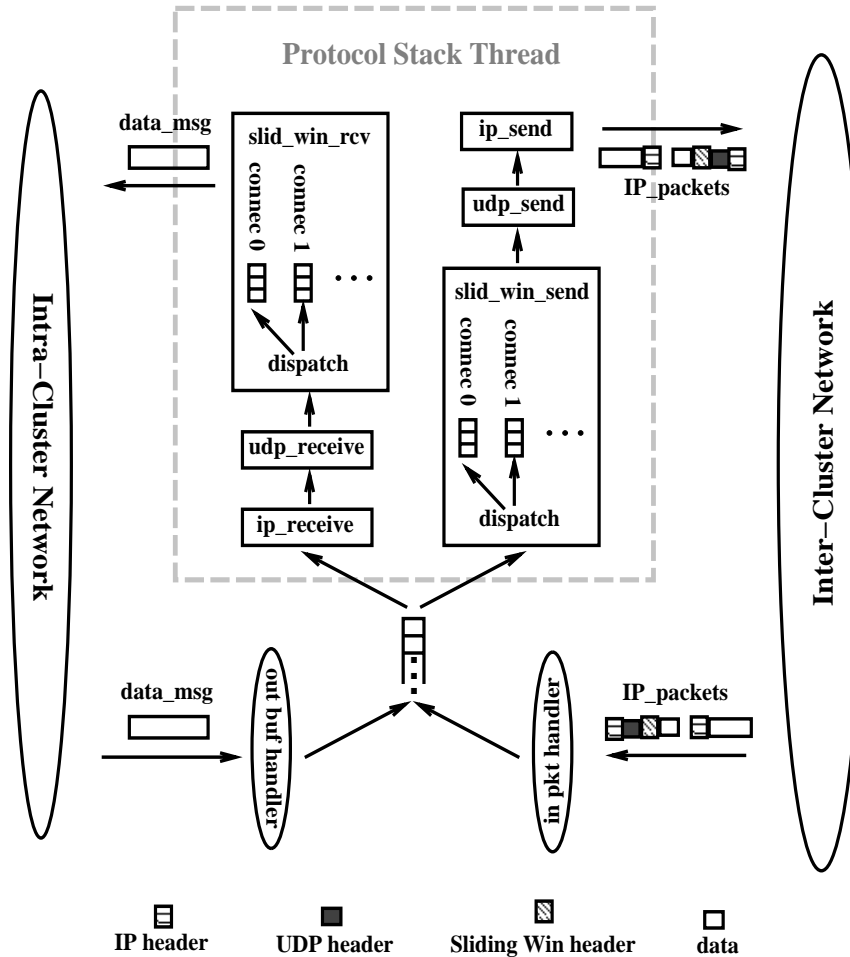 Protocol Stack Thread
data_msg
slid_win_rcv
connec 0
connec 1
. . .
dispatch
udp_receive
ip_receive
ip_send
udp_send
slid_win_send
connec 0
connec 1
. . .
dispatch
IP_packets
Intra-Cluster Network
Inter-Cluster Network
data_msg
out buf handler
in pkt handler
IP_packets
IP header
UDP header
Sliding Win header
data